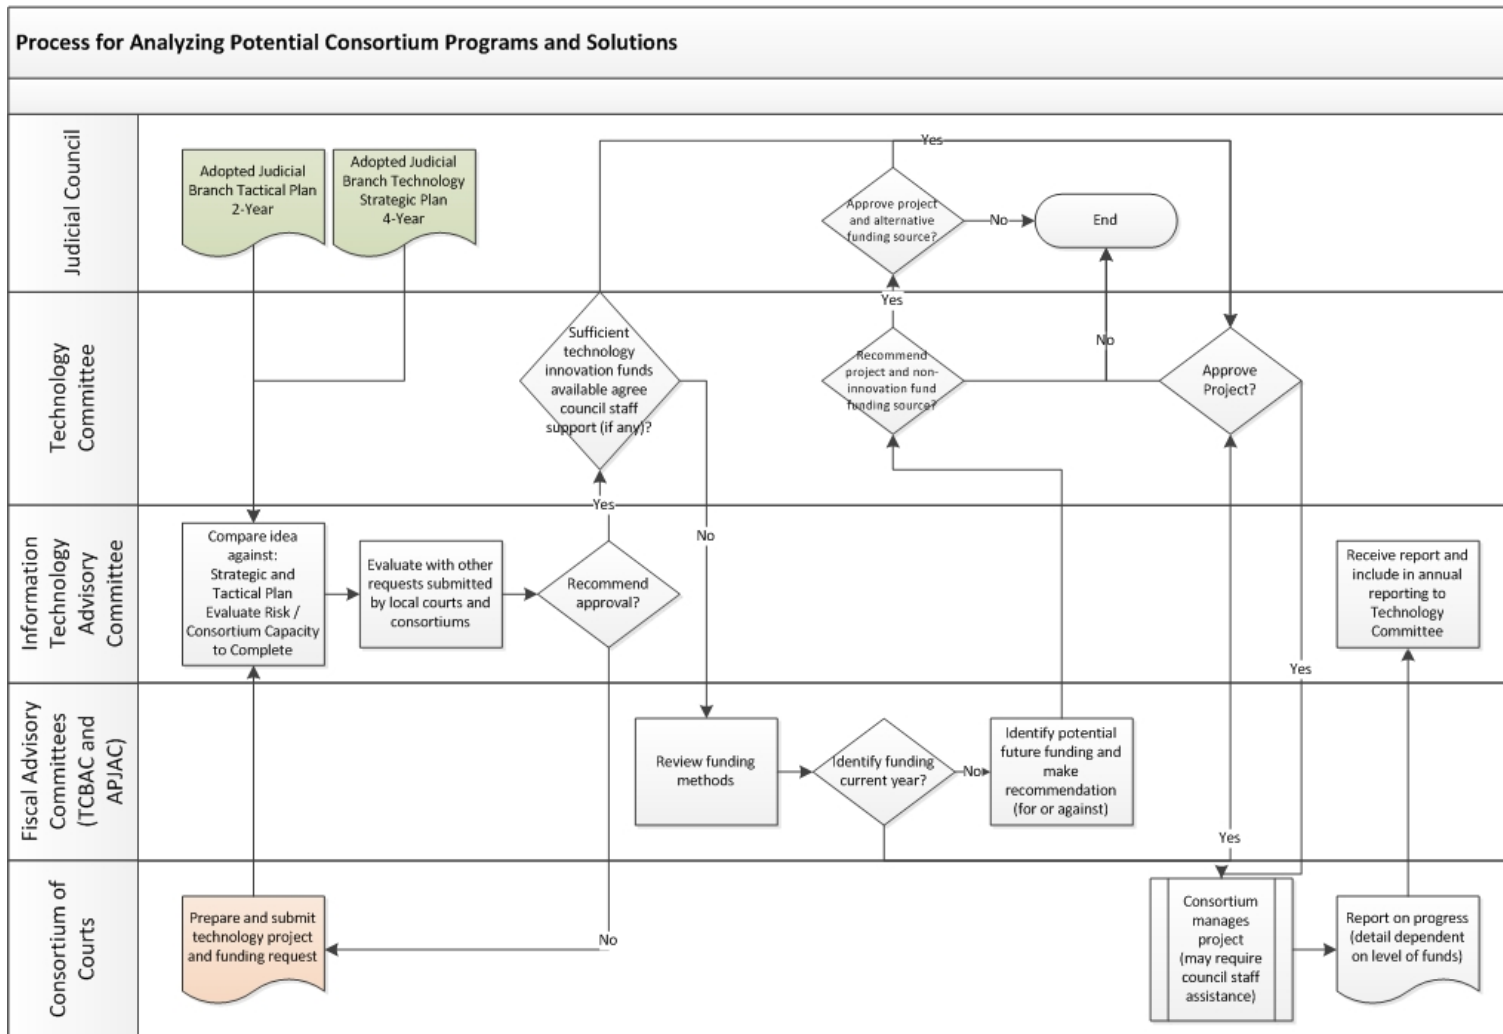 Process for Analyzing Potential Consortium Programs and Solutions
Judicial Council
Adopted Judicial
Branch Tactical Plan
2-Year
Adopted Judicial
Branch Technology
Strategic Plan
4-Year
Yes
Approve project
and alternative
funding source?
No
End
Yes
Technology
Committee
Sufficient
technology
innovation funds
available agree
council staff
support (if any)?
Recommend
project and non-
innovation fund
funding source?
No
Approve
Project?
Yes
No
Information
Technology
Advisory
Committee
Compare idea
against:
Strategic and
Tactical Plan
Evaluate Risk /
Consortium Capacity
to Complete
Evaluate with other
requests submitted
by local courts and
consortiums
Recommend
approval?
Receive report and
include in annual
reporting to
Technology
Committee
Yes
Fiscal Advisory
Committees
(TCBAC and
APJAC)
Review funding
methods
Identify funding
current year?
No
Identify potential
future funding and
make
recommendation
(for or against)
Yes
Consortium of
Courts
Prepare and submit
technology project
and funding request
No
Consortium
manages
project
(may require
council staff
assistance)
Report on progress
(detail dependent
on level of funds)